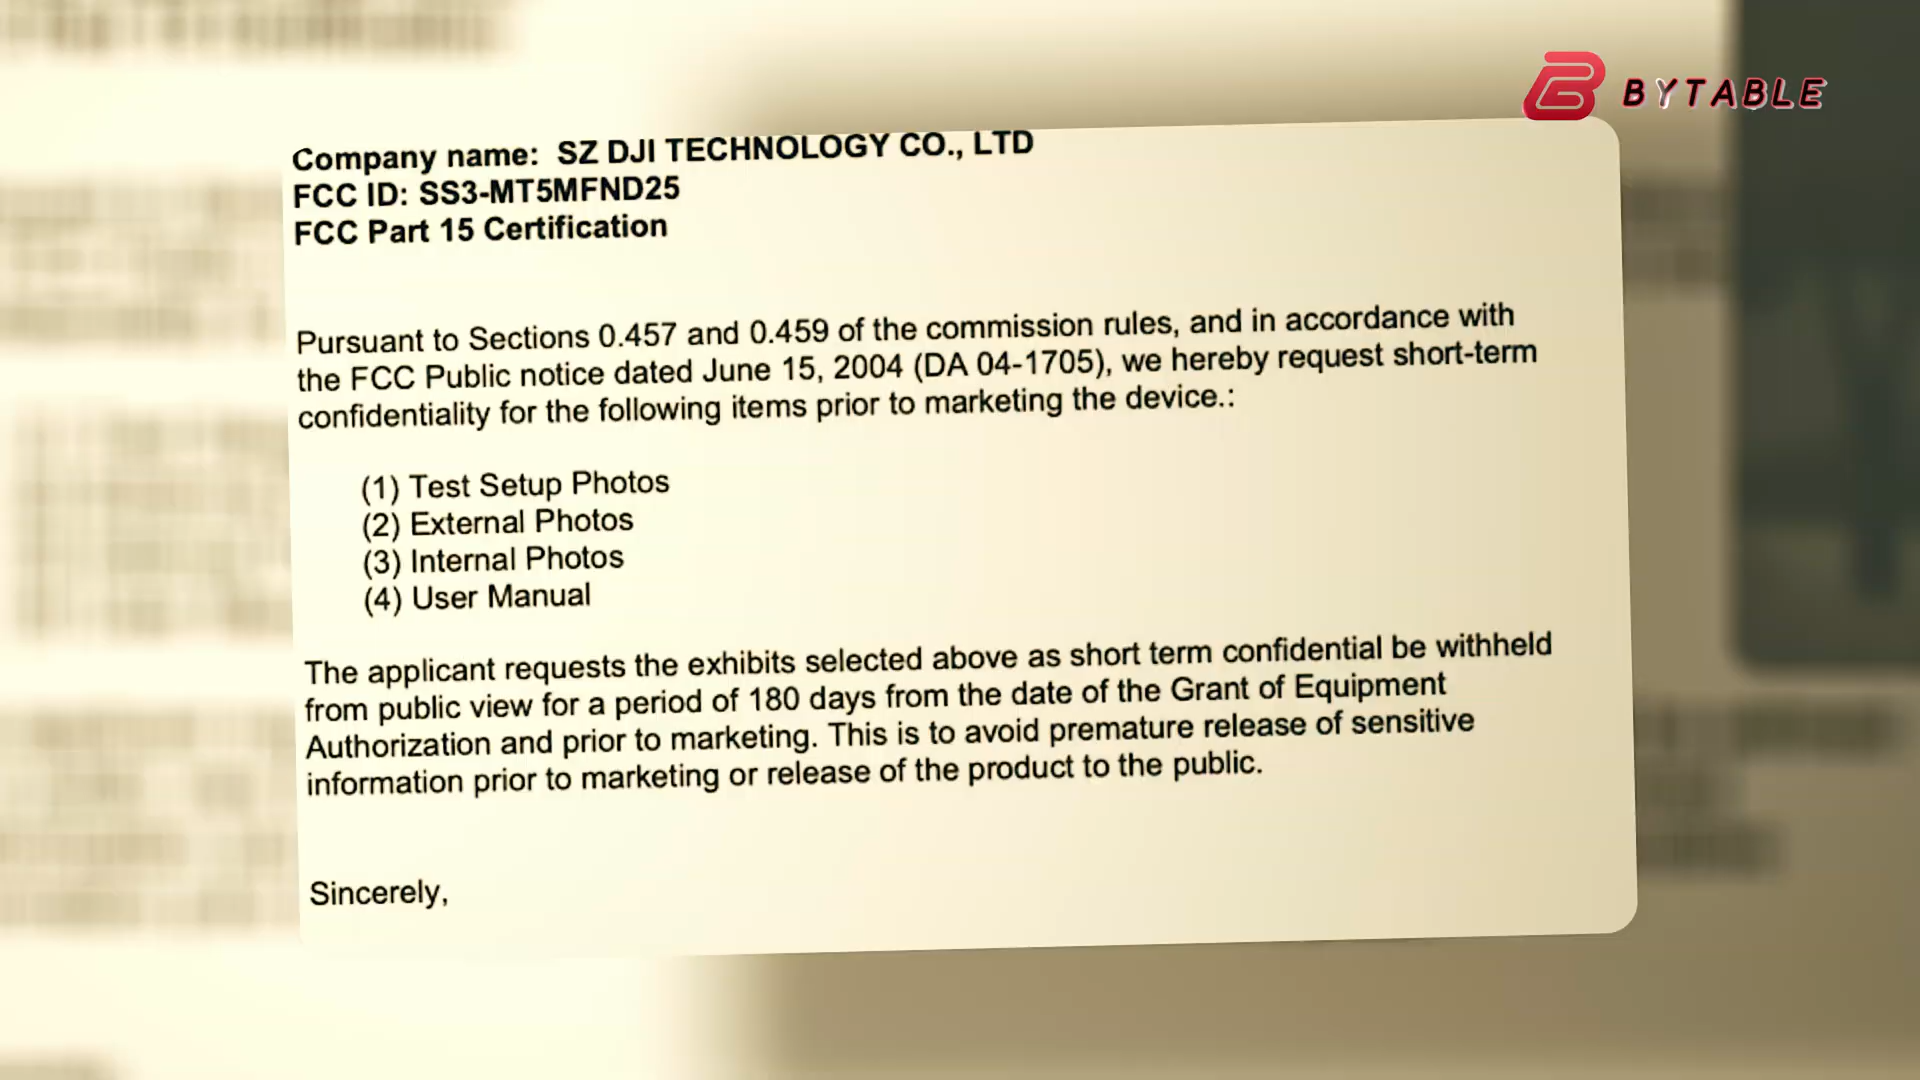 BYTABLE
Company name: SZ DJI TECHNOLOGY CO., LTD
FCC ID: SS3-MT5MFND25
FCC Part 15 Certification
Pursuant to Sections 0.457 and 0.459 of the commission rules, and in accordance with
the FCC Public notice dated June 15, 2004 (DA 04-1705), we hereby request short-term
confidentiality for the following items prior to marketing the device.:
(1) Test Setup Photos
(2) External Photos
(3) Internal Photos
(4) User Manual
The applicant requests the exhibits selected above as short term confidential be withheld
from public view for a period of 180 days from the date of the Grant of Equipment
Authorization and prior to marketing. This is to avoid premature release of sensitive
information prior to marketing or release of the product to the public.
Sincerely,